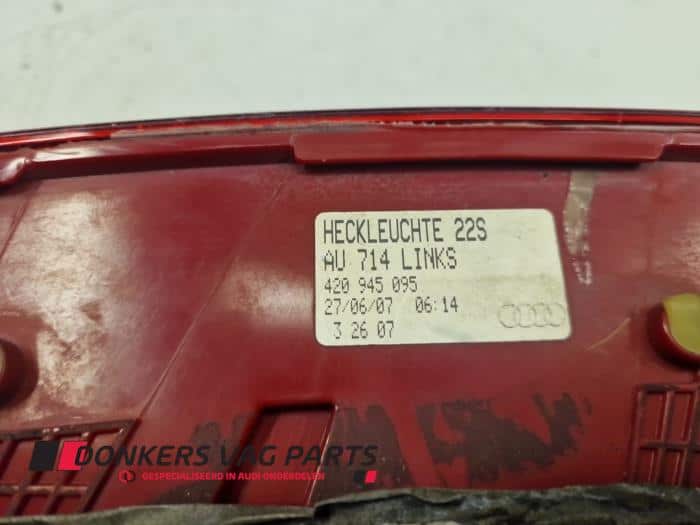 HECKLEUCHTE 22S
AU 714 LINKS
420 945 095
27/06/07 06:14
3 26 07
DONKERS VAG PARTS
GESPECIALISEERD IN AUDI ONDERDELEN